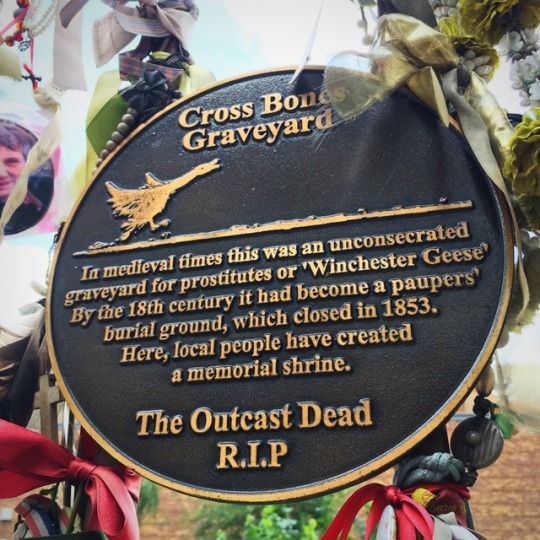 Cross Bones
Graveyard
In medieval times this was an unconsecrated
graveyard for prostitutes or 'Winchester Geese'
By the 18th century it had become a paupers'
burial ground, which closed in 1853.
Here, local people have created
a memorial shrine.
The Outcast Dead
R.I.P